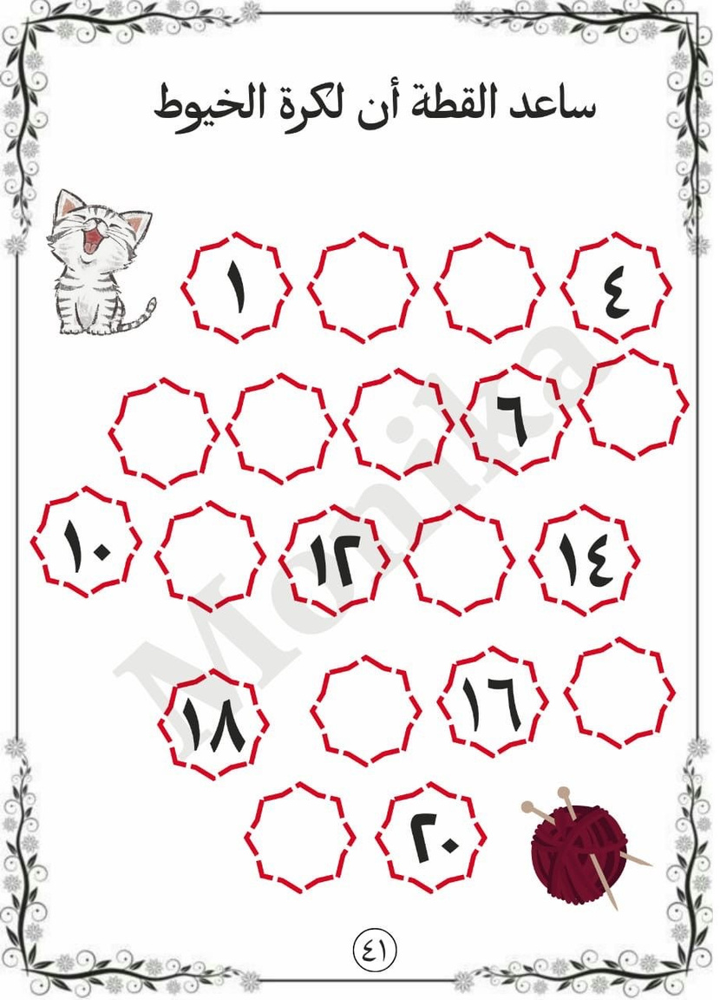 ساعد القطة أن لكرة الخيوط
١ ٤
٦
١٠ ١٢ ١٤
١٨ ١٦
٢٠
Monika
٤١